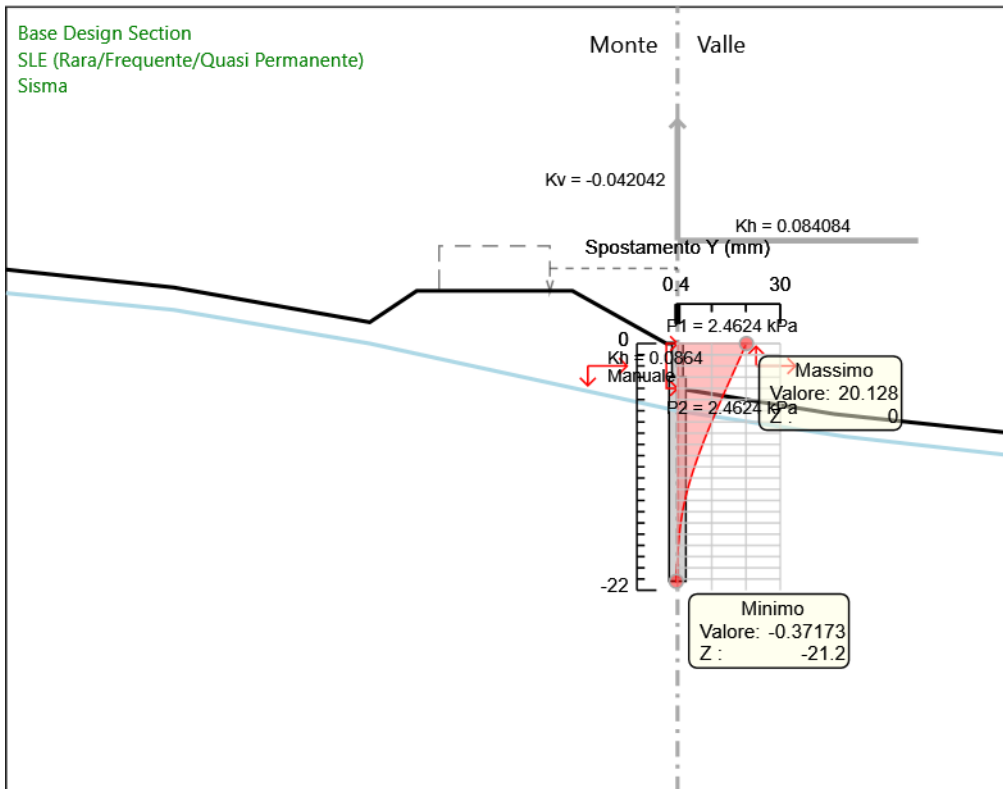 Base Design Section
SLE (Rara/Frequente/Quasi Permanente)
Sisma
Monte
Valle
Kv = -0.042042
Kh = 0.084084
Spostamento Y (mm)
0.4
30
P1 = 2.4624 kPa
0
Kh = 0.0864
Manuale
P2 = 2.4624 kPa
Massimo
Valore: 20.128
Z : 0
-22
Minimo
Valore: -0.37173
Z : -21.2